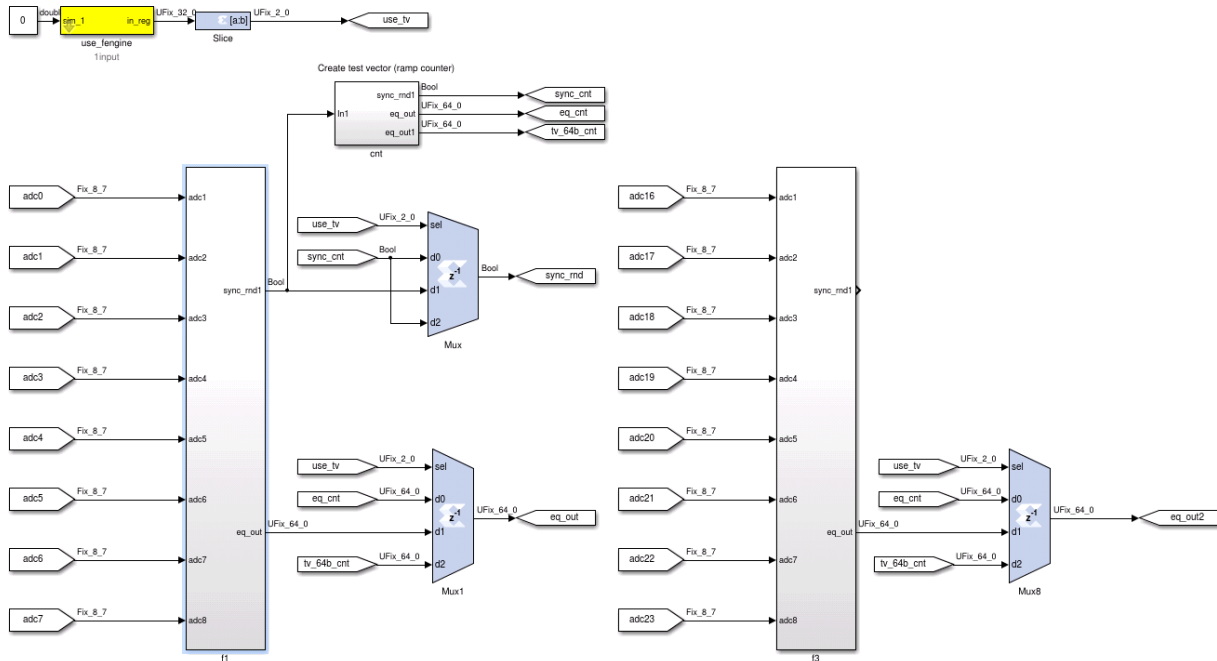 0
doubl
sim_1
in_reg
UFix_32_0
[a:b]
UFix_2_0
use_tv
use_fengine
Slice
1input
Create test vector (ramp counter)
In1
sync_rnd1
Bool
sync_cnt
eq_out
UFix_64_0
eq_cnt
eq_out1
UFix_64_0
tv_64b_cnt
cnt
adc0
Fix_8_7
adc1
adc1
Fix_8_7
adc2
adc2
Fix_8_7
adc3
adc3
Fix_8_7
adc4
adc4
Fix_8_7
adc5
adc5
Fix_8_7
adc6
adc6
Fix_8_7
adc7
adc7
Fix_8_7
adc8
sync_rnd1
Bool
eq_out
UFix_64_0
f1
use_tv
UFix_2_0
sel
sync_cnt
Bool
d0
d1
d2
z-1
Bool
sync_rnd
Mux
use_tv
UFix_2_0
sel
eq_cnt
UFix_64_0
d0
d1
tv_64b_cnt
UFix_64_0
d2
z-1
UFix_64_0
eq_out
Mux1
adc16
Fix_8_7
adc1
adc17
Fix_8_7
adc2
adc18
Fix_8_7
adc3
adc19
Fix_8_7
adc4
adc20
Fix_8_7
adc5
adc21
Fix_8_7
adc6
adc22
Fix_8_7
adc7
adc23
Fix_8_7
adc8
sync_rnd1
eq_out
UFix_64_0
f3
use_tv
UFix_2_0
sel
eq_cnt
UFix_64_0
d0
d1
tv_64b_cnt
UFix_64_0
d2
z-1
UFix_64_0
eq_out2
Mux8